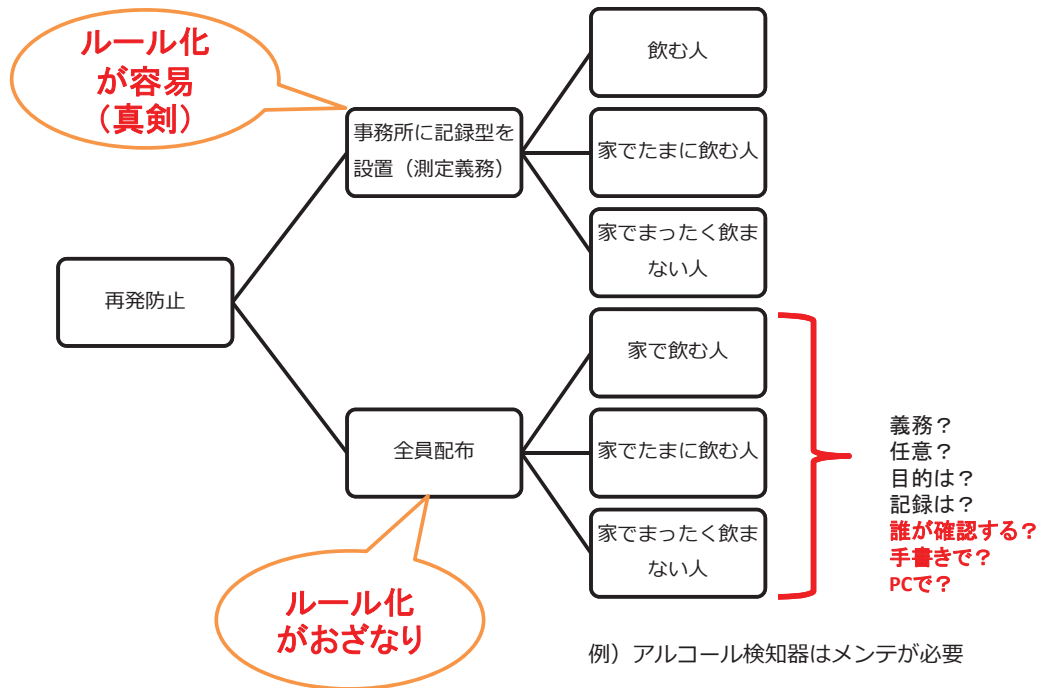 ルール化
が容易
（真剣）
飲む人
事務所に記録型を
設置（測定義務）
家でたまに飲む人
家でまったく飲ま
ない人
再発防止
家で飲む人
全員配布
家でたまに飲む人
家でまったく飲ま
ない人
義務？
任意？
目的は？
記録は？
誰が確認する？
手書きで？
PCで？
ルール化
がおざなり
例）アルコール検知器はメンテが必要